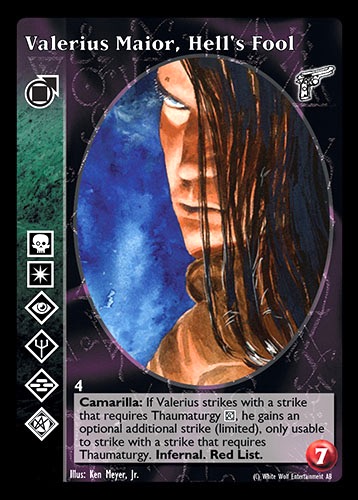 Valerius Maior, Hell's Fool
4
Camarilla: If Valerius strikes with a strike
that requires Thaumaturgy, he gains an
optional additional strike (limited), only usable
to strike with a strike that requires
Thaumaturgy. Infernal. Red List.
7
Illus: Ken Meyer, Jr.
(C) White Wolf Entertainment AB